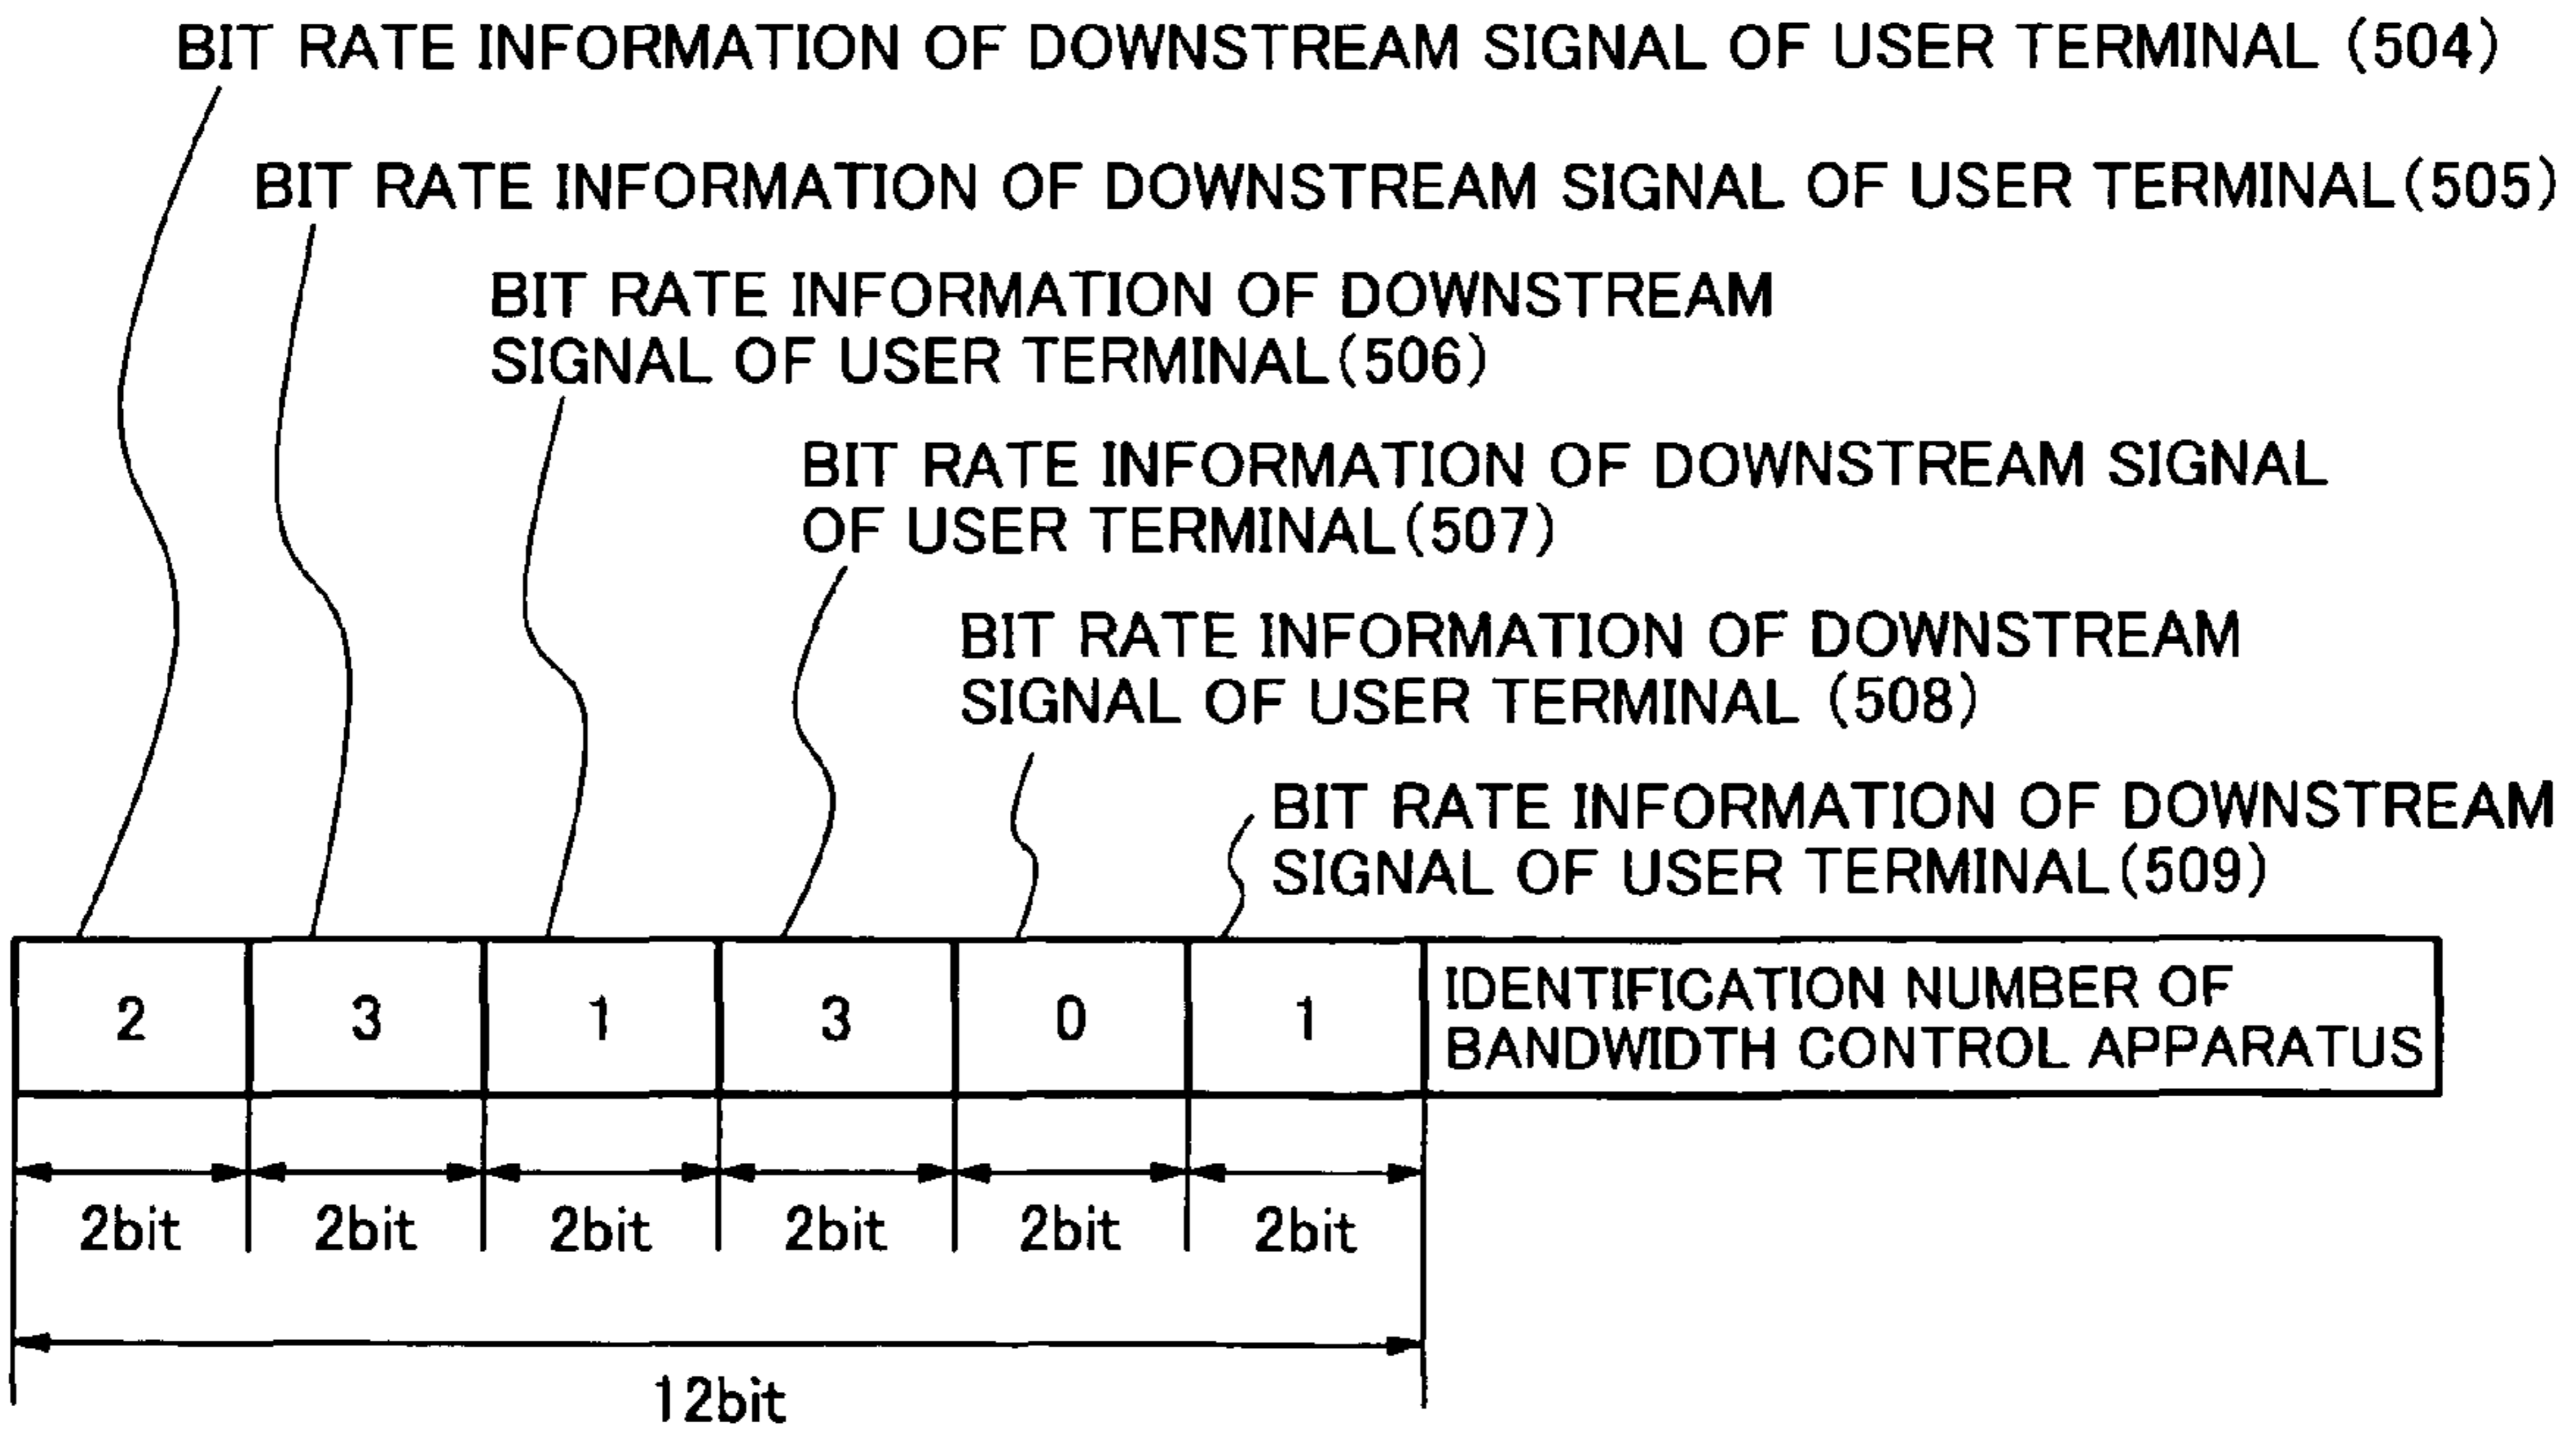 BIT RATE INFORMATION OF DOWNSTREAM SIGNAL OF USER TERMINAL (504)
BIT RATE INFORMATION OF DOWNSTREAM SIGNAL OF USER TERMINAL(505)
BIT RATE INFORMATION OF DOWNSTREAM
SIGNAL OF USER TERMINAL(506)
BIT RATE INFORMATION OF DOWNSTREAM SIGNAL
OF USER TERMINAL(507)
BIT RATE INFORMATION OF DOWNSTREAM
SIGNAL OF USER TERMINAL (508)
BIT RATE INFORMATION OF DOWNSTREAM
SIGNAL OF USER TERMINAL(509)
2 3 1 3 0 1
IDENTIFICATION NUMBER OF
BANDWIDTH CONTROL APPARATUS
2bit 2bit 2bit 2bit 2bit 2bit
12bit